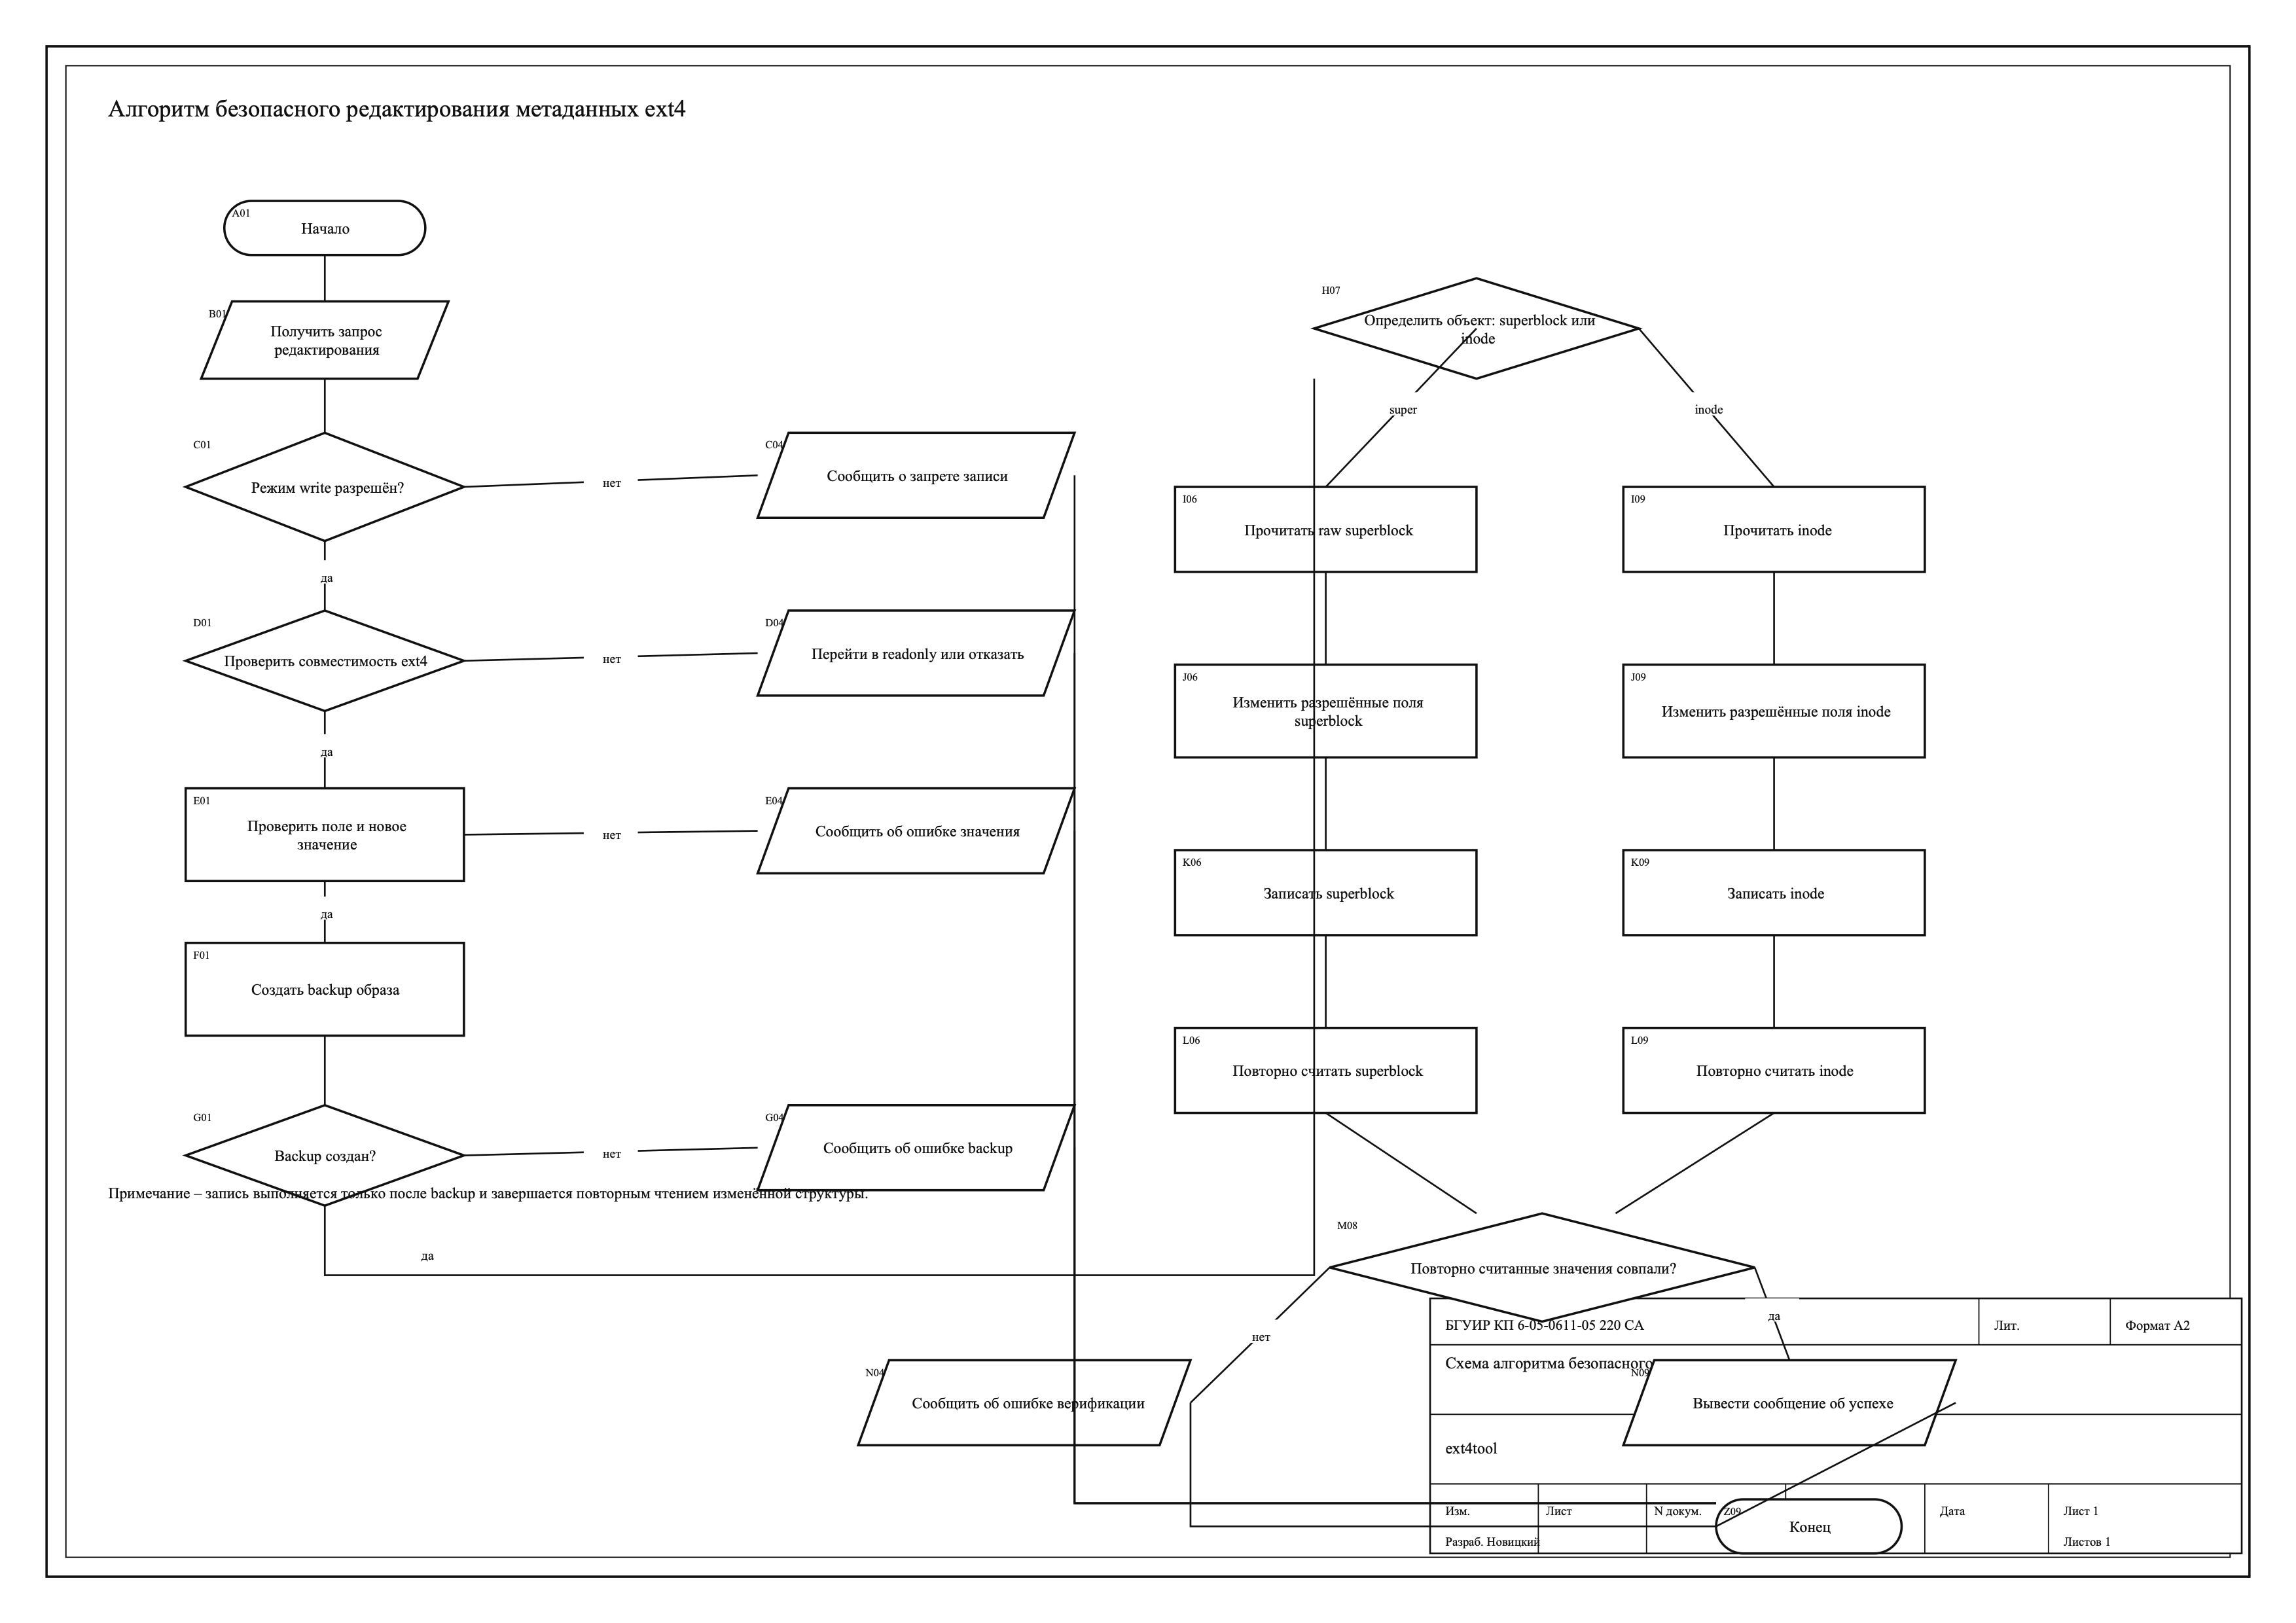 Алгоритм безопасного редактирования метаданных ext4
A01
Начало
B01
Получить запрос
редактирования
C01
Режим write разрешён?
нет
C04
Сообщить о запрете записи
да
D01
Проверить совместимость ext4
нет
D04
Перейти в readonly или отказать
да
E01
Проверить поле и новое
значение
нет
E04
Сообщить об ошибке значения
да
F01
Создать backup образа
G01
Backup создан?
нет
G04
Сообщить об ошибке backup
Примечание – запись выполняется только после backup и завершается повторным чтением изменённой структуры.
да
H07
Определить объект: superblock или
inode
super
inode
I06
Прочитать raw superblock
I09
Прочитать inode
J06
Изменить разрешённые поля
superblock
J09
Изменить разрешённые поля inode
K06
Записать superblock
K09
Записать inode
L06
Повторно считать superblock
L09
Повторно считать inode
M08
Повторно считанные значения совпали?
нет
да
N04
Сообщить об ошибке верификации
N09
Вывести сообщение об успехе
БГУИР КП 6-05-0611-05 220 СА
Лит.
Формат А2
Схема алгоритма безопасного
ext4tool
Изм.
Лист
N докум.
Z09
Конец
Дата
Лист 1
Разраб. Новицкий
Листов 1